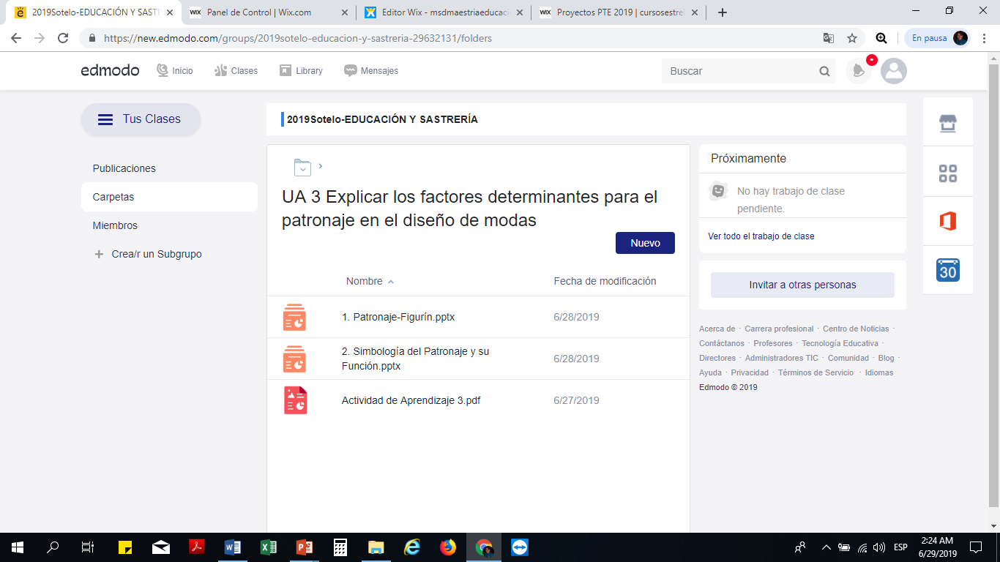 2019Sotelo-EDUCACIÓN Y SASTR
Panel de Control | Wix.com
Editor Wix - msdmaestriaeducaci
Proyectos PTE 2019 | cursosestre
https://new.edmodo.com/groups/2019sotelo-educacion-y-sastreria-29632131/folders
En pausa
edmodo
Inicio
Clases
Library
Mensajes
Buscar
Tus Clases
Publicaciones
Carpetas
Miembros
Crea/r un Subgrupo
2019Sotelo-EDUCACIÓN Y SASTRERÍA
UA 3 Explicar los factores determinantes para el
patronaje en el diseño de modas
Nuevo
Nombre
Fecha de modificación
1. Patronaje-Figurín.pptx
6/28/2019
2. Simbología del Patronaje y su
Función.pptx
6/28/2019
Actividad de Aprendizaje 3.pdf
6/27/2019
Próximamente
No hay trabajo de clase
pendiente.
Ver todo el trabajo de clase
Invitar a otras personas
Acerca de · Carrera profesional · Centro de Noticias ·
Contáctanos · Profesores · Tecnología Educativa ·
Directores · Administradores TIC · Comunidad · Blog ·
Ayuda · Privacidad · Términos de Servicio · Idiomas
Edmodo © 2019
30
ESP
2:24 AM
6/29/2019